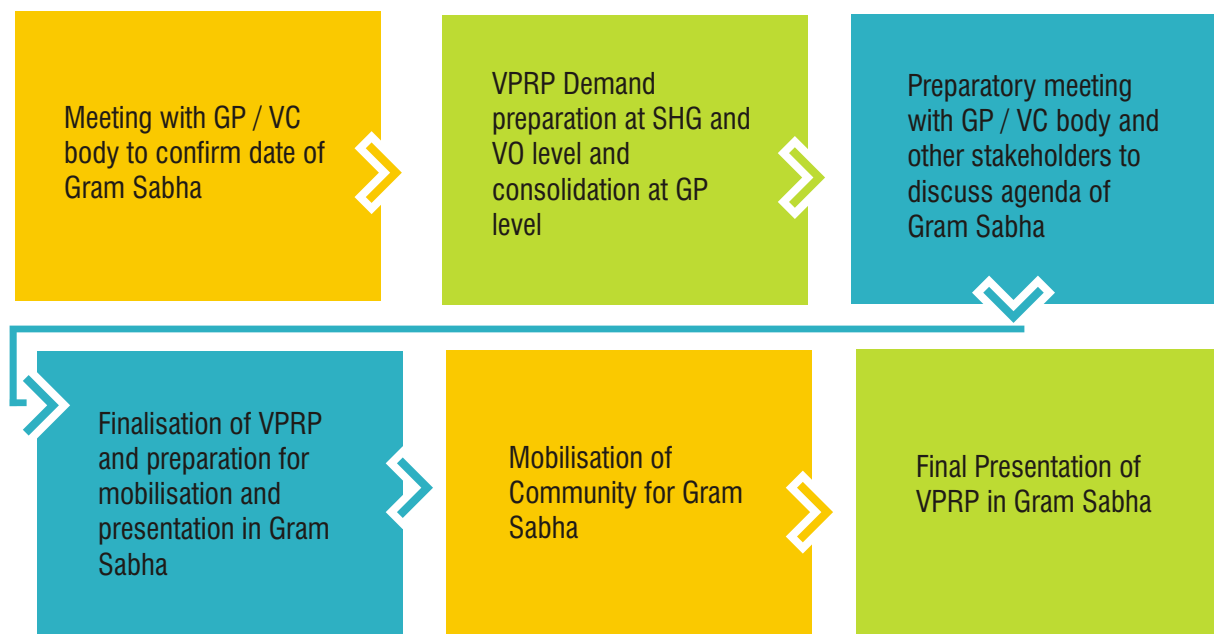 Meeting with GP / VC
body to confirm date of
Gram Sabha
VPRP Demand
preparation at SHG and
VO level and
consolidation at GP
level
Preparatory meeting
with GP / VC body and
other stakeholders to
discuss agenda of
Gram Sabha
Finalisation of VPRP
and preparation for
mobilisation and
presentation in Gram
Sabha
Mobilisation of
Community for Gram
Sabha
Final Presentation of
VPRP in Gram Sabha